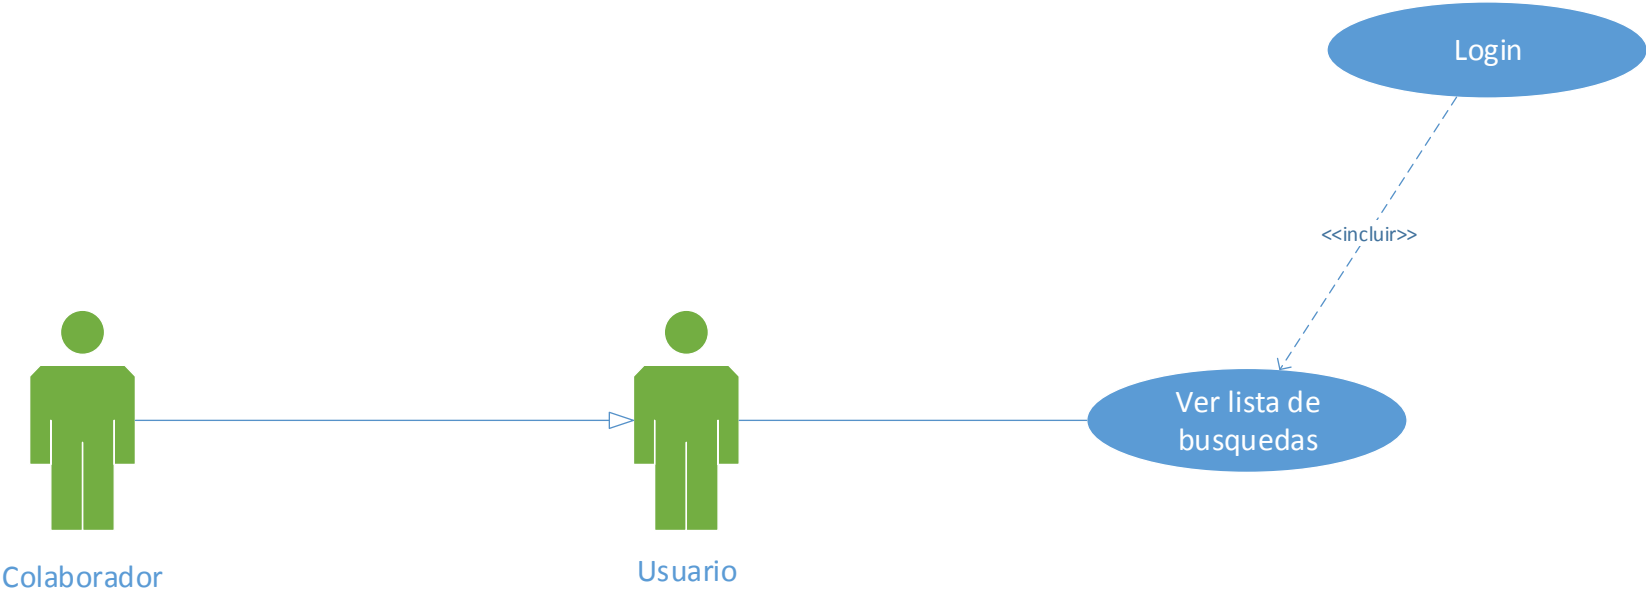 Login
<<incluir>>
Ver lista de
busquedas
Colaborador
Usuario